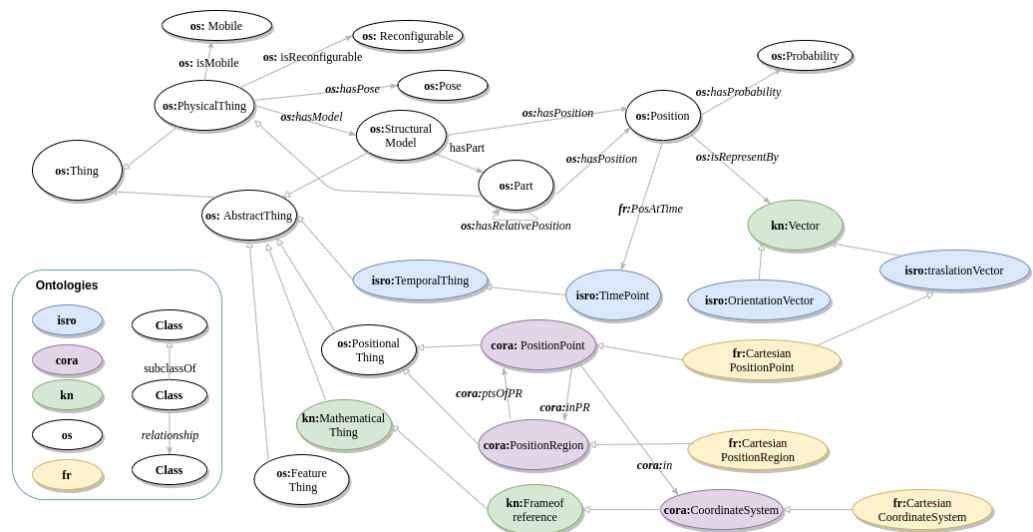 os: Mobile
os: Reconfigurable
os: isMobile
os: isReconfigurable
os:Probability
os:hasPose
os:Pose
os:PhysicalThing
os:hasProbability
os:hasModel
os:hasPosition
os:Position
os:Structural
Model
hasPart
os:hasPosition
os:isRepresentBy
os:Thing
os:Part
os: AbstractThing
fr:PosAtTime
os:hasRelativePosition
kn:Vector
isro:TemporalThing
isro:TimePoint
isro:OrientationVector
isro:traslationVector
Ontologies
isro
Class
cora
subclassOf
kn
Class
os
relationship
fr
Class
os:Positional
Thing
cora: PositionPoint
fr:Cartesian
PositionPoint
cora:ptsOfPR
cora:inPR
kn:Mathematical
Thing
cora:PositionRegion
fr:Cartesian
PositionRegion
cora:in
os:Feature
Thing
kn:Frameof
reference
cora:CoordinateSystem
fr:Cartesian
CoordinateSystem